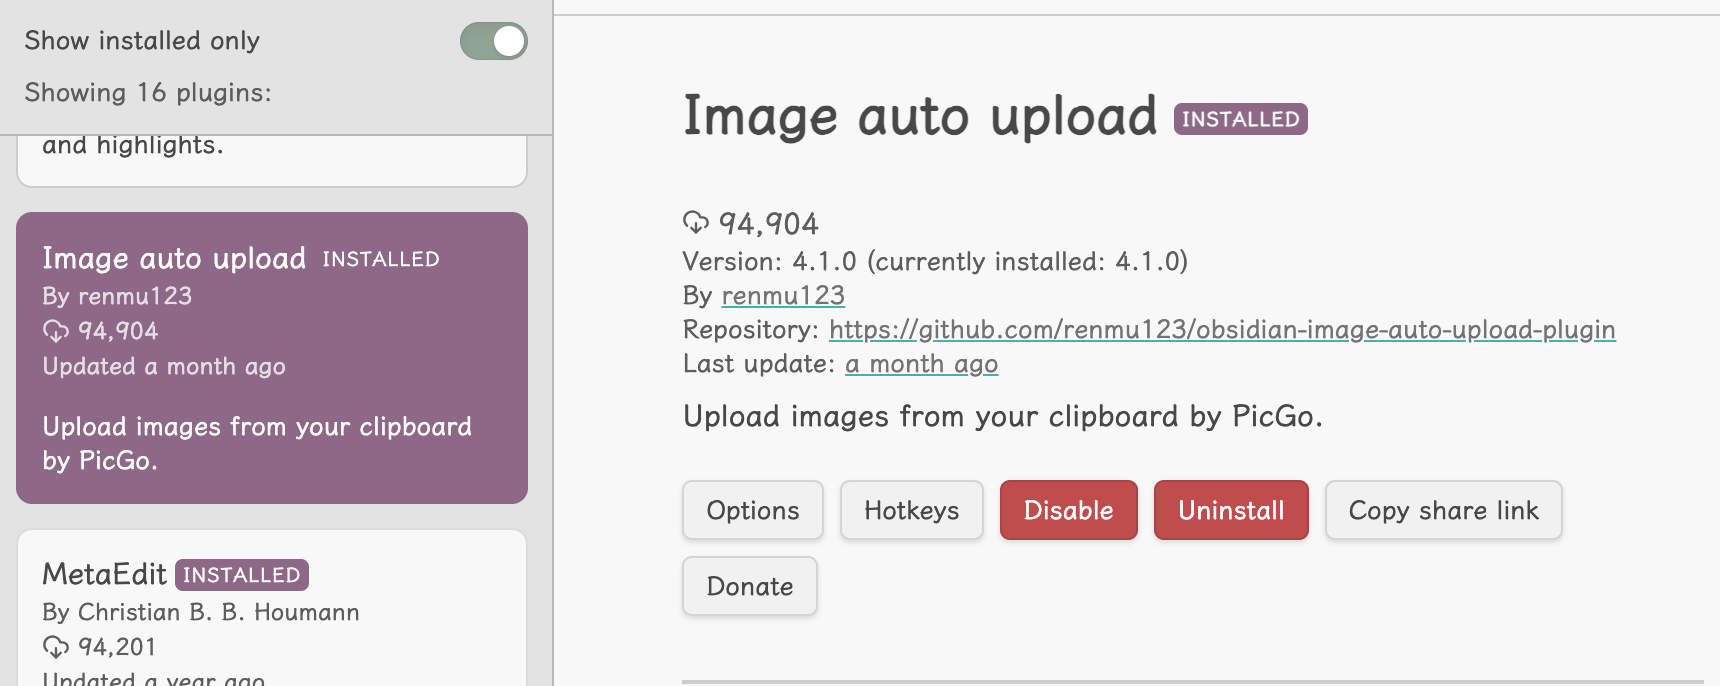 Show installed only
Showing 16 plugins:
and highlights.
Image auto upload INSTALLED
By renmu123
94,904
Updated a month ago
Upload images from your clipboard
by PicGo.
MetaEdit INSTALLED
By Christian B. B. Houmann
94,201
Updated a year ago
Image auto upload INSTALLED
94,904
Version: 4.1.0 (currently installed: 4.1.0)
By renmu123
Repository: https://github.com/renmu123/obsidian-image-auto-upload-plugin
Last update: a month ago
Upload images from your clipboard by PicGo.
Options Hotkeys Disable Uninstall Copy share link
Donate